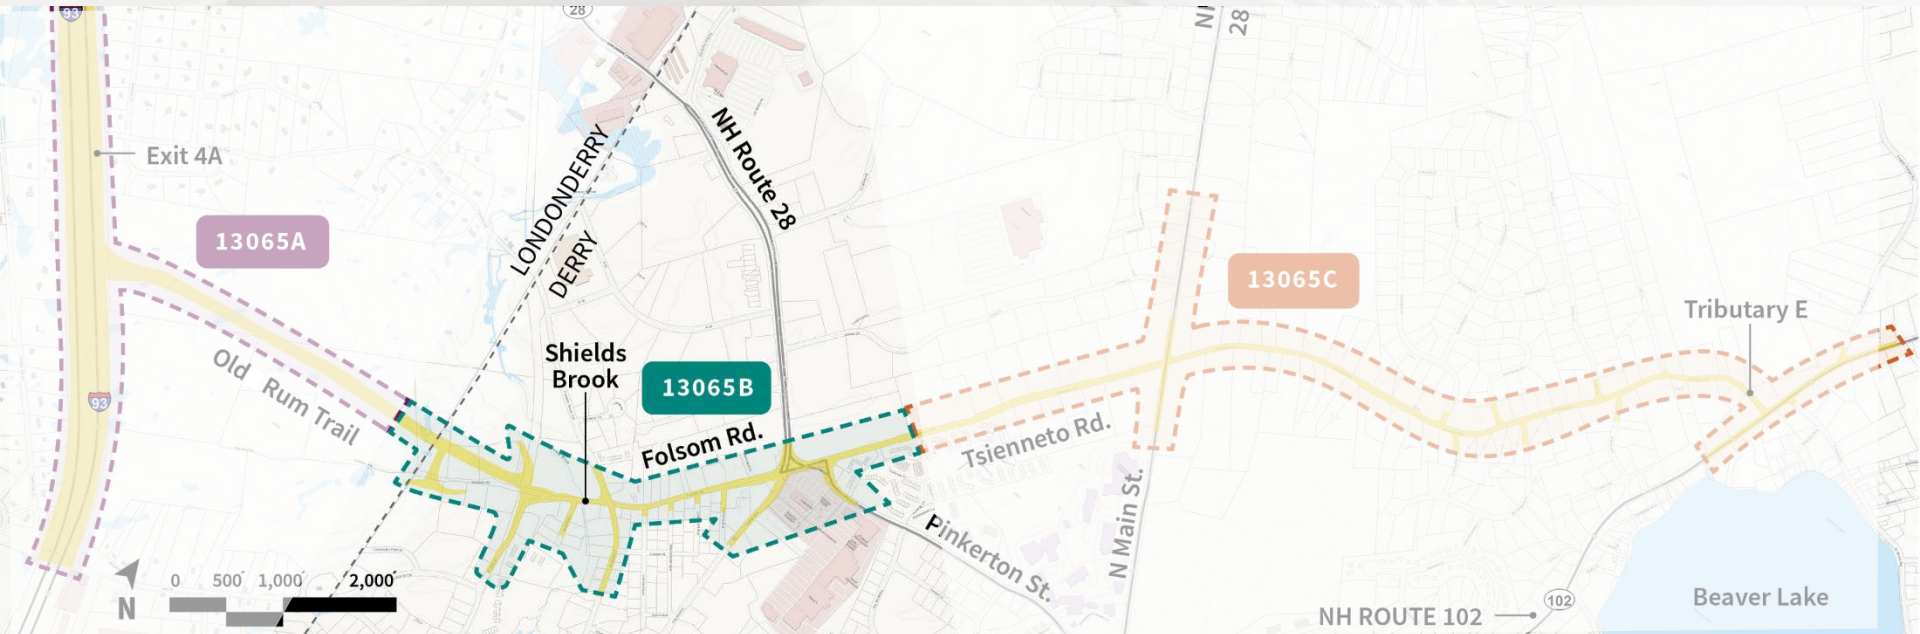 93
28
NH
28
Exit 4A
LONDONDERRY
DERRY
NH Route 28
13065A
13065C
Tributary E
Shields
Brook
13065B
Old Rum Trail
93
Folsom Rd.
Tsienneto Rd.
N Main St.
Pinkerton St.
N
0 500' 1,000' 2,000'
NH ROUTE 102
102
Beaver Lake